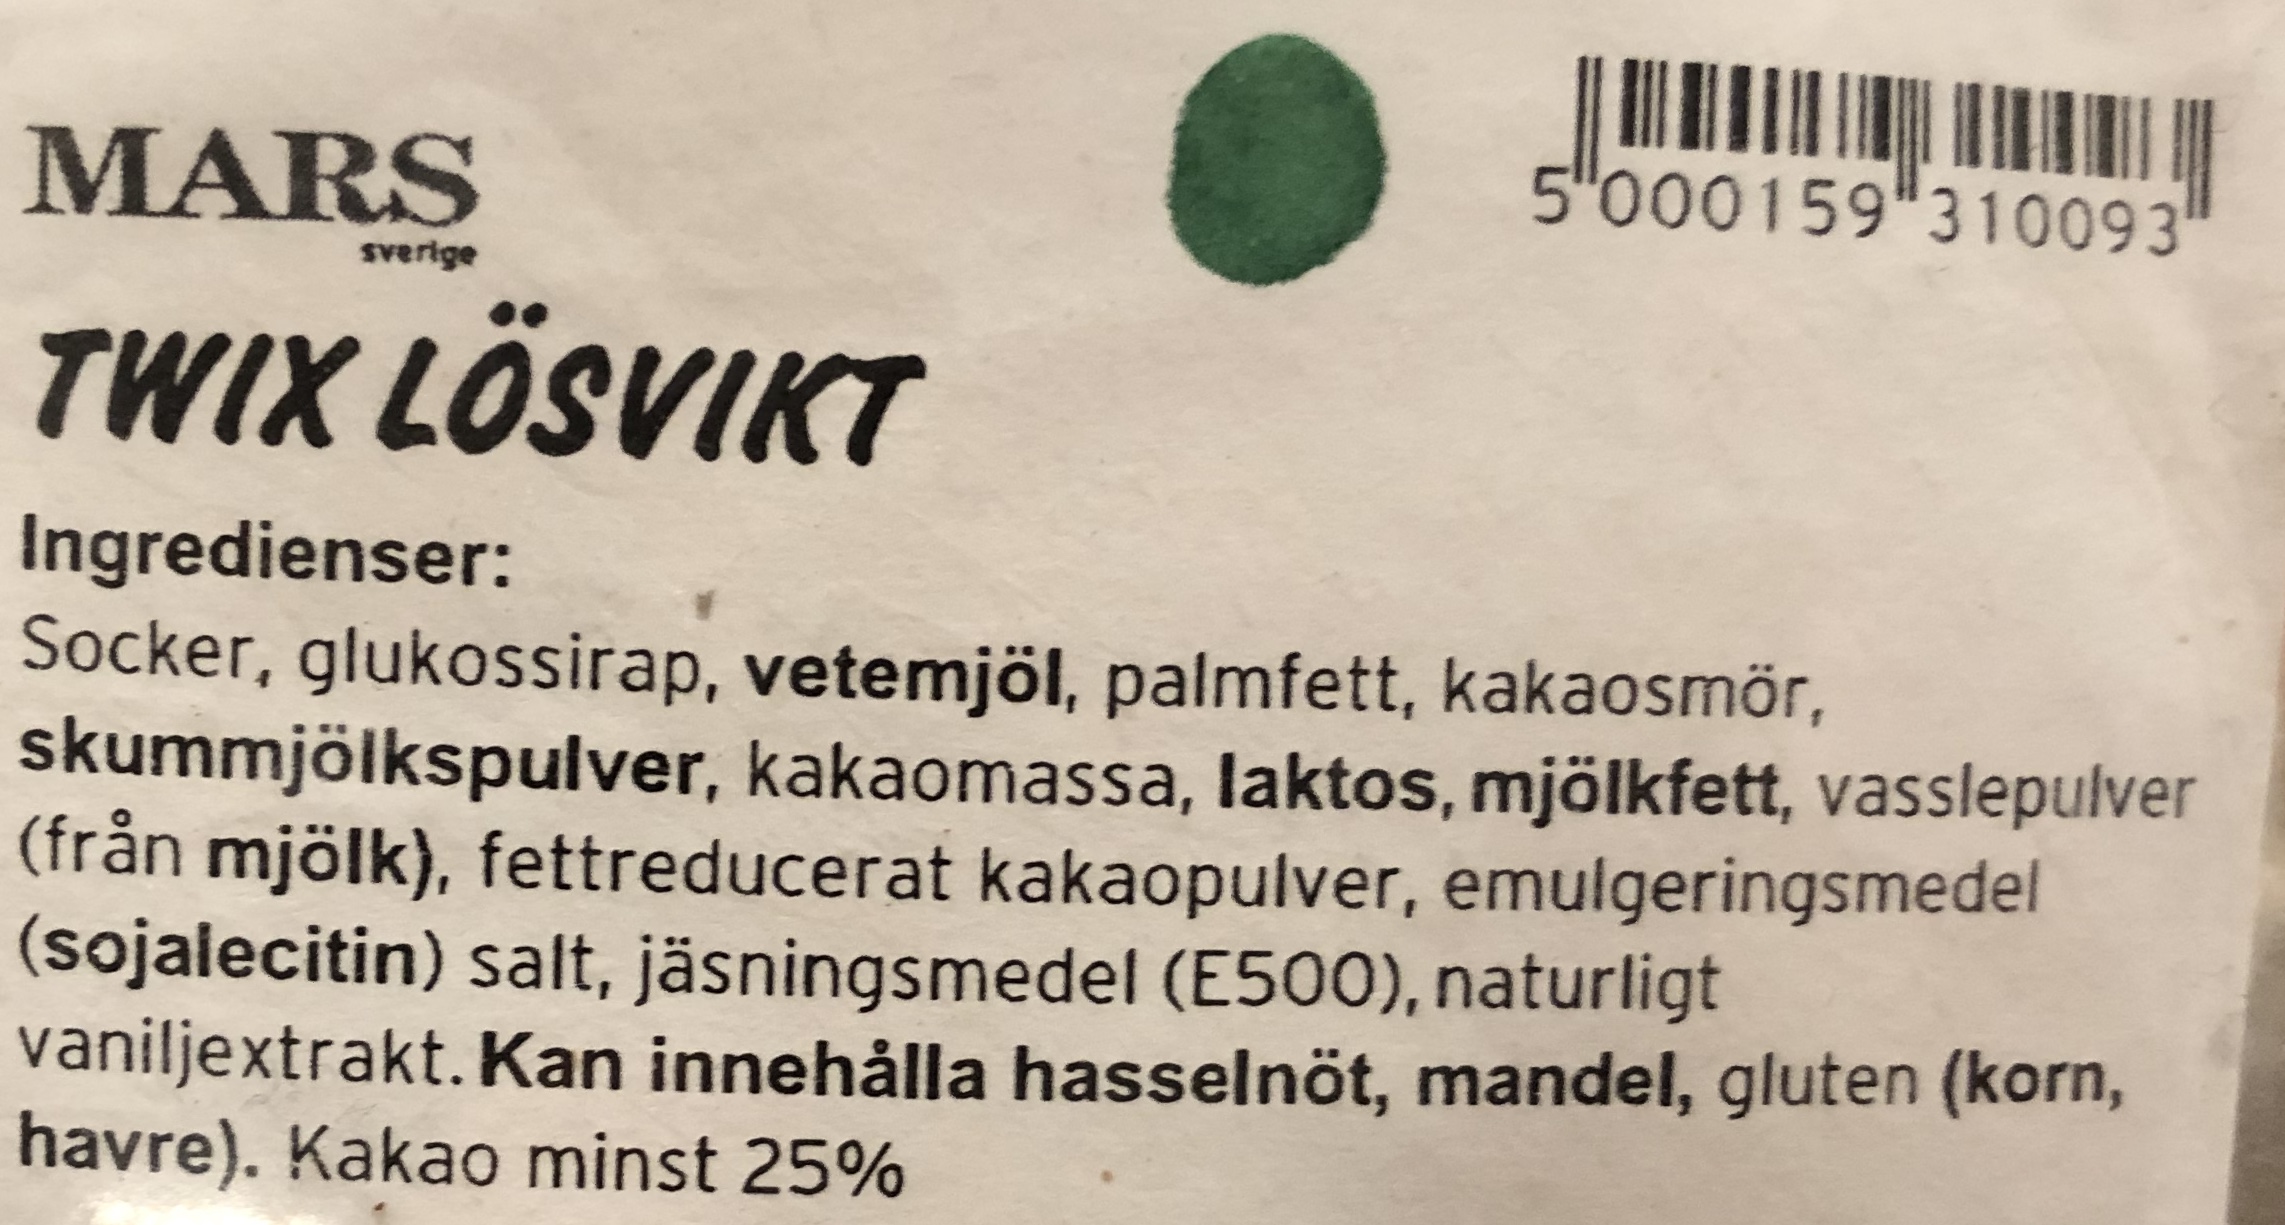 MARS
sverige
5 000159 310093
TWIX LÖSVIKT
Ingredienser:
Socker, glukossirap, vetemjöl, palmfett, kakaosmör,
skummjölkspulver, kakaomassa, laktos, mjölkfett, vasslepulver
(från mjölk), fettreducerat kakaopulver, emulgeringsmedel
(sojalecitin) salt, jäsningsmedel (E500), naturligt
vaniljextrakt. Kan innehålla hasselnöt, mandel, gluten (korn,
havre). Kakao minst 25%